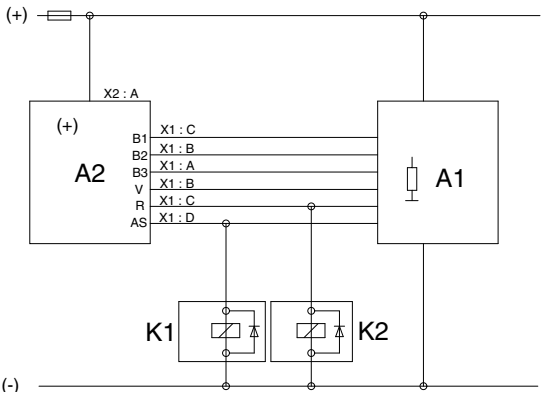 (+)
X2 : A
(+)
A2
B1 X1 : C
B2 X1 : B
B3 X1 : A
V X1 : B
R X1 : C
AS X1 : D
A1
K1
K2
(-)